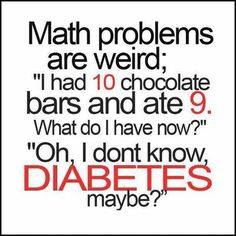 Math problems
are weird;
"I had 10 chocolate
bars and ate 9.
What do I have now?"
"Oh, I dont know,
DIABETES
maybe?"